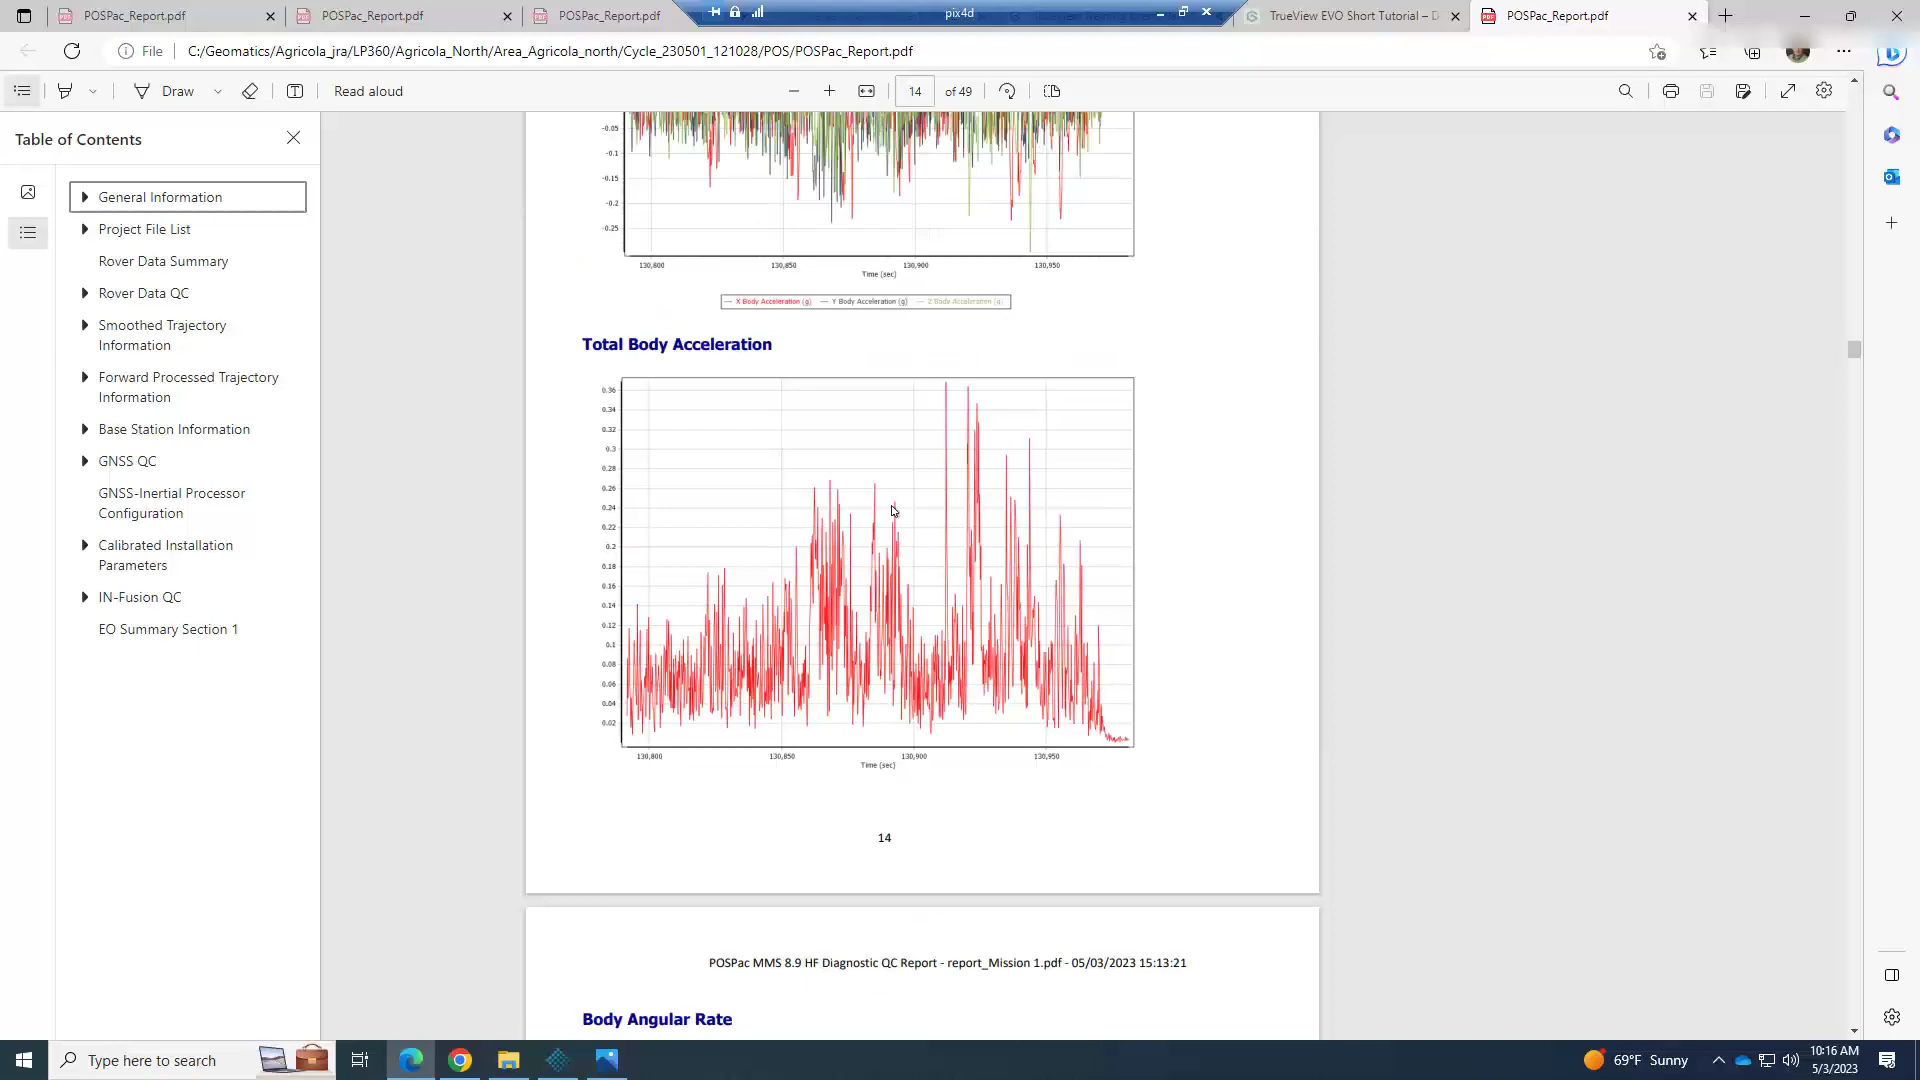 POSPac_Report.pdf
POSPac_Report.pdf
POSPac_Report.pdf
pix4d
TrueView EVO Short Tutorial – D
POSPac_Report.pdf
File
C:/Geomatics/Agricola_jra/LP360/Agricola_North/Area_Agricola_north/Cycle_230501_121028/POS/POSPac_Report.pdf
Draw
Read aloud
14
of 49
Table of Contents
General Information
Project File List
Rover Data Summary
Rover Data QC
Smoothed Trajectory
Information
Forward Processed Trajectory
Information
Base Station Information
GNSS QC
GNSS-Inertial Processor
Configuration
Calibrated Installation
Parameters
IN-Fusion QC
EO Summary Section 1
-0.05
-0.1
-0.15
-0.2
-0.25
130,800 130,850 130,900 130,950
Time (sec)
X Body Acceleration (g) Y Body Acceleration (g) Z Body Acceleration (g)
Total Body Acceleration
0.36
0.34
0.32
0.3
0.28
0.26
0.24
0.22
0.2
0.18
0.16
0.14
0.12
0.1
0.08
0.06
0.04
0.02
130,800 130,850 130,900 130,950
Time (sec)
14
POSPac MMS 8.9 HF Diagnostic QC Report - report_Mission 1.pdf - 05/03/2023 15:13:21
Body Angular Rate
Type here to search
69°F Sunny
10:16 AM
5/3/2023